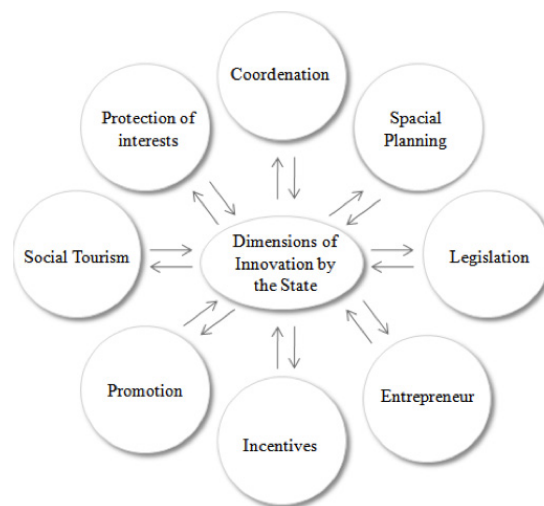 Coordenation
Protection of
interests
Spacial
Planning
Social Tourism
Dimensions of
Innovation by
the State
Legislation
Promotion
Entrepreneur
Incentives